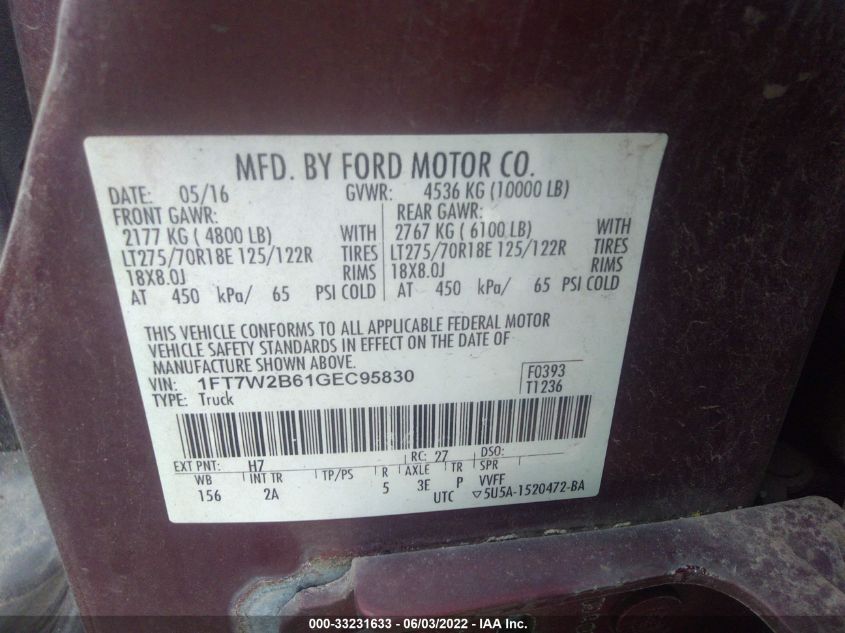 MFD. BY FORD MOTOR CO.
DATE: 05/16 GVWR: 4536 KG (10000 LB)
FRONT GAWR: REAR GAWR:
2177 KG ( 4800 LB) WITH 2767 KG ( 6100 LB) WITH
LT275/70R18E 125/122R TIRES LT275/70R18E 125/122R TIRES
18X8.0J RIMS 18X8.0J RIMS
AT 450 kPa/ 65 PSI COLD AT 450 kPa/ 65 PSI COLD
THIS VEHICLE CONFORMS TO ALL APPLICABLE FEDERAL MOTOR
VEHICLE SAFETY STANDARDS IN EFFECT ON THE DATE OF
MANUFACTURE SHOWN ABOVE.
VIN: 1FT7W2B61GEC95830 F0393
TYPE: Truck T1236
EXT PNT: H7 RC: 27 DSO:
WB INT TR TP/PS R AXLE TR SPR
156 2A 5 3E P VVFF
UTC ▽5U5A-1520472-BA
000-33231633 - 06/03/2022 - IAA Inc.